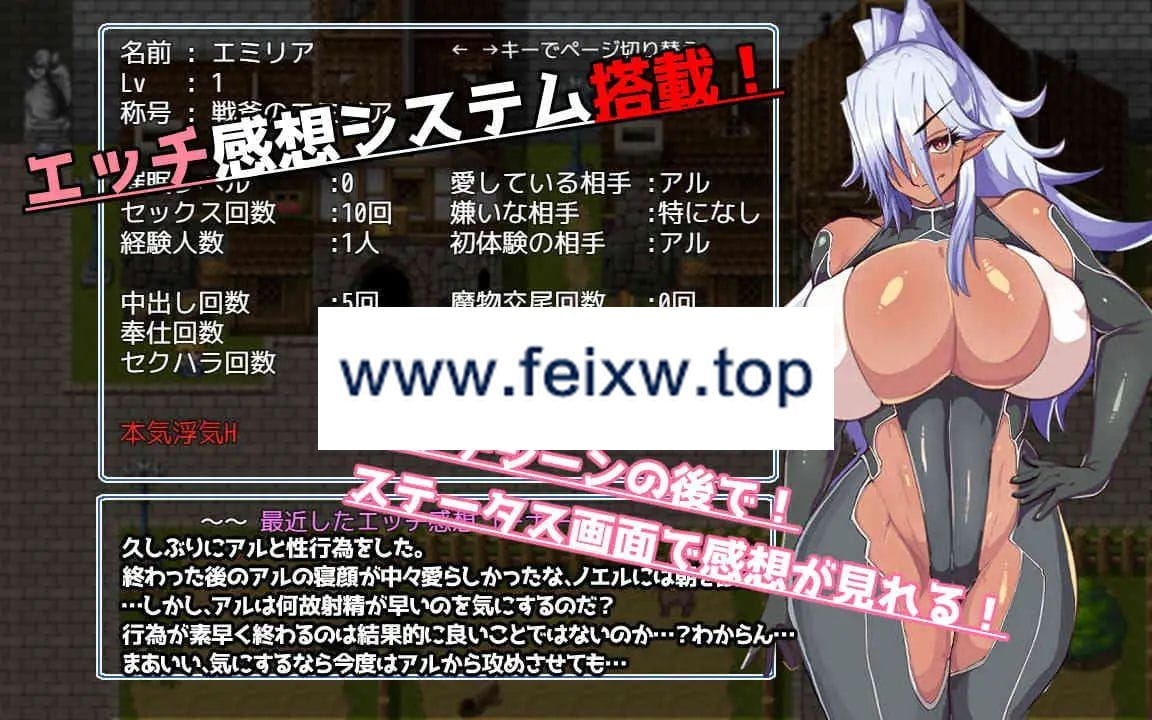 名前 : エミリア
← →キーでページ切り替え
Lv : 1
称号 : 戦斧の
エッチ感想システム搭載！
:0
愛している相手 :アル
セックス回数 :10回
嫌いな相手 :特になし
経験人数 :1人
初体験の相手 :アル
中出し回数 :5回
魔物交尾回数 :0回
奉仕回数
セクハラ回数
www.feixw.top
本気浮気H
の後で！
ステータス画面で感想が見れる！
～～ 最近したエッチ感想
久しぶりにアルと性行為をした。
終わった後のアルの寝顔が中々愛らしかったな、ノエルには朝
…しかし、アルは何故射精が早いのを気にするのだ？
行為が素早く終わるのは結果的に良いことではないのか…？わからん…
まあいい、気にするなら今度はアルから攻めさせても…